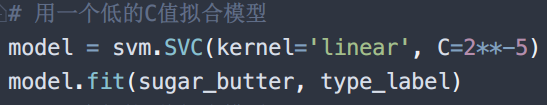 # 用一个低的C值拟合模型
model = svm.SVC(kernel='linear', C=2**-5)
model.fit(sugar_butter, type_label)